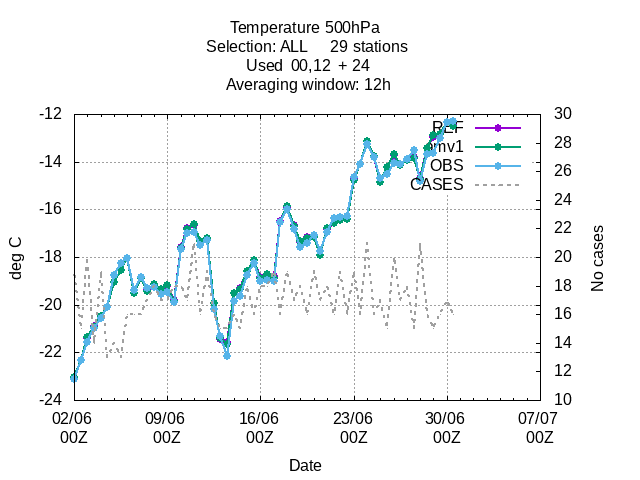 Temperature 500hPa
Selection: ALL 29 stations
Used 00,12 + 24
Averaging window: 12h
-12
-14
-16
-18
-20
-22
-24
deg C
30
28
26
24
22
20
18
16
14
12
10
No cases
REF
mv1
OBS
CASES
02/06 09/06 16/06 23/06 30/06 07/07
00Z 00Z 00Z 00Z 00Z 00Z
Date